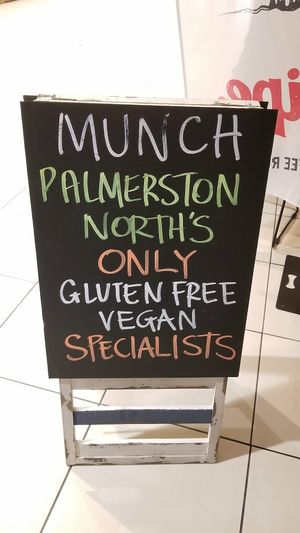 MUNCH
PALMERSTON
NORTH'S
ONLY
GLUTEN FREE
VEGAN
SPECIALISTS